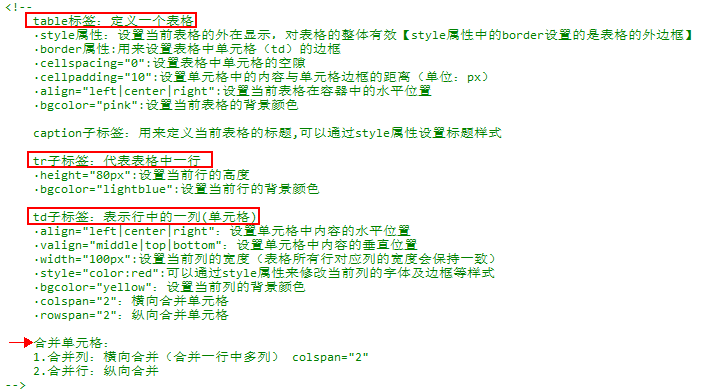 <!--
table标签: 定义一个表格
·style属性: 设置当前表格的外在显示，对表格的整体有效【style属性中的border设置的是表格的外边框】
·border属性:用来设置表格中单元格（td）的边框
·cellspacing="0":设置表格中单元格的空隙
·cellpadding="10":设置单元格中的内容与单元格边框的距离（单位: px）
·align="left|center|right":设置当前表格在容器中的水平位置
·bgcolor="pink":设置当前表格的背景颜色
caption子标签: 用来定义当前表格的标题,可以通过style属性设置标题样式
tr子标签: 代表表格中一行
·height="80px":设置当前行的高度
·bgcolor="lightblue":设置当前行的背景颜色
td子标签: 表示行中的一列(单元格)
·align="left|center|right": 设置单元格中内容的水平位置
·valign="middle|top|bottom": 设置单元格中内容的垂直位置
·width="100px":设置当前列的宽度（表格所有行对应列的宽度会保持一致）
·style="color:red":可以通过style属性来修改当前列的字体及边框等样式
·bgcolor="yellow": 设置当前列的背景颜色
·colspan="2": 横向合并单元格
·rowspan="2": 纵向合并单元格
合并单元格:
1.合并列: 横向合并（合并一行中多列） colspan="2"
2.合并行: 纵向合并
-->